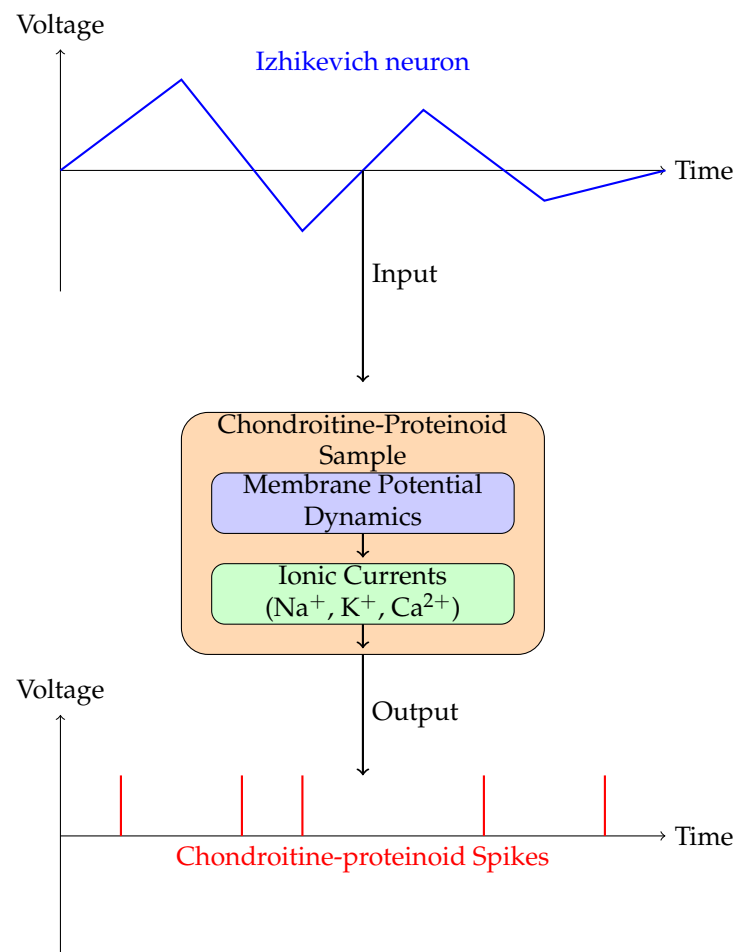 Voltage
Izhikevich neuron
Time
Input
Chondroitine-Proteinoid
Sample
Membrane Potential
Dynamics
Ionic Currents
(Na⁺, K⁺, Ca²⁺)
Voltage
Output
Time
Chondroitine-proteinoid Spikes